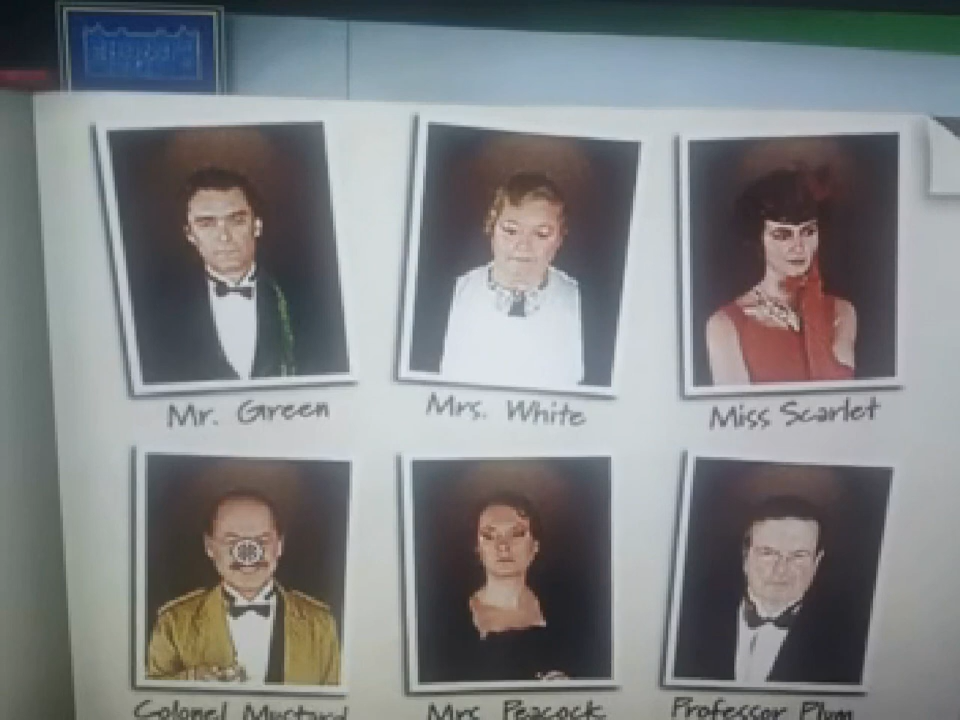 Mr. Green
Mrs. White
Miss Scarlet
Colonel Mustard
Mrs. Peacock
Professor Plum